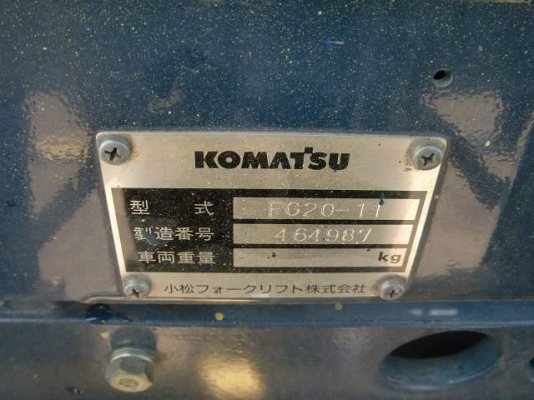 KOMATSU
型 式 FG20-11
製造番号 464987
車両重量 kg
小松フォークリフト株式会社